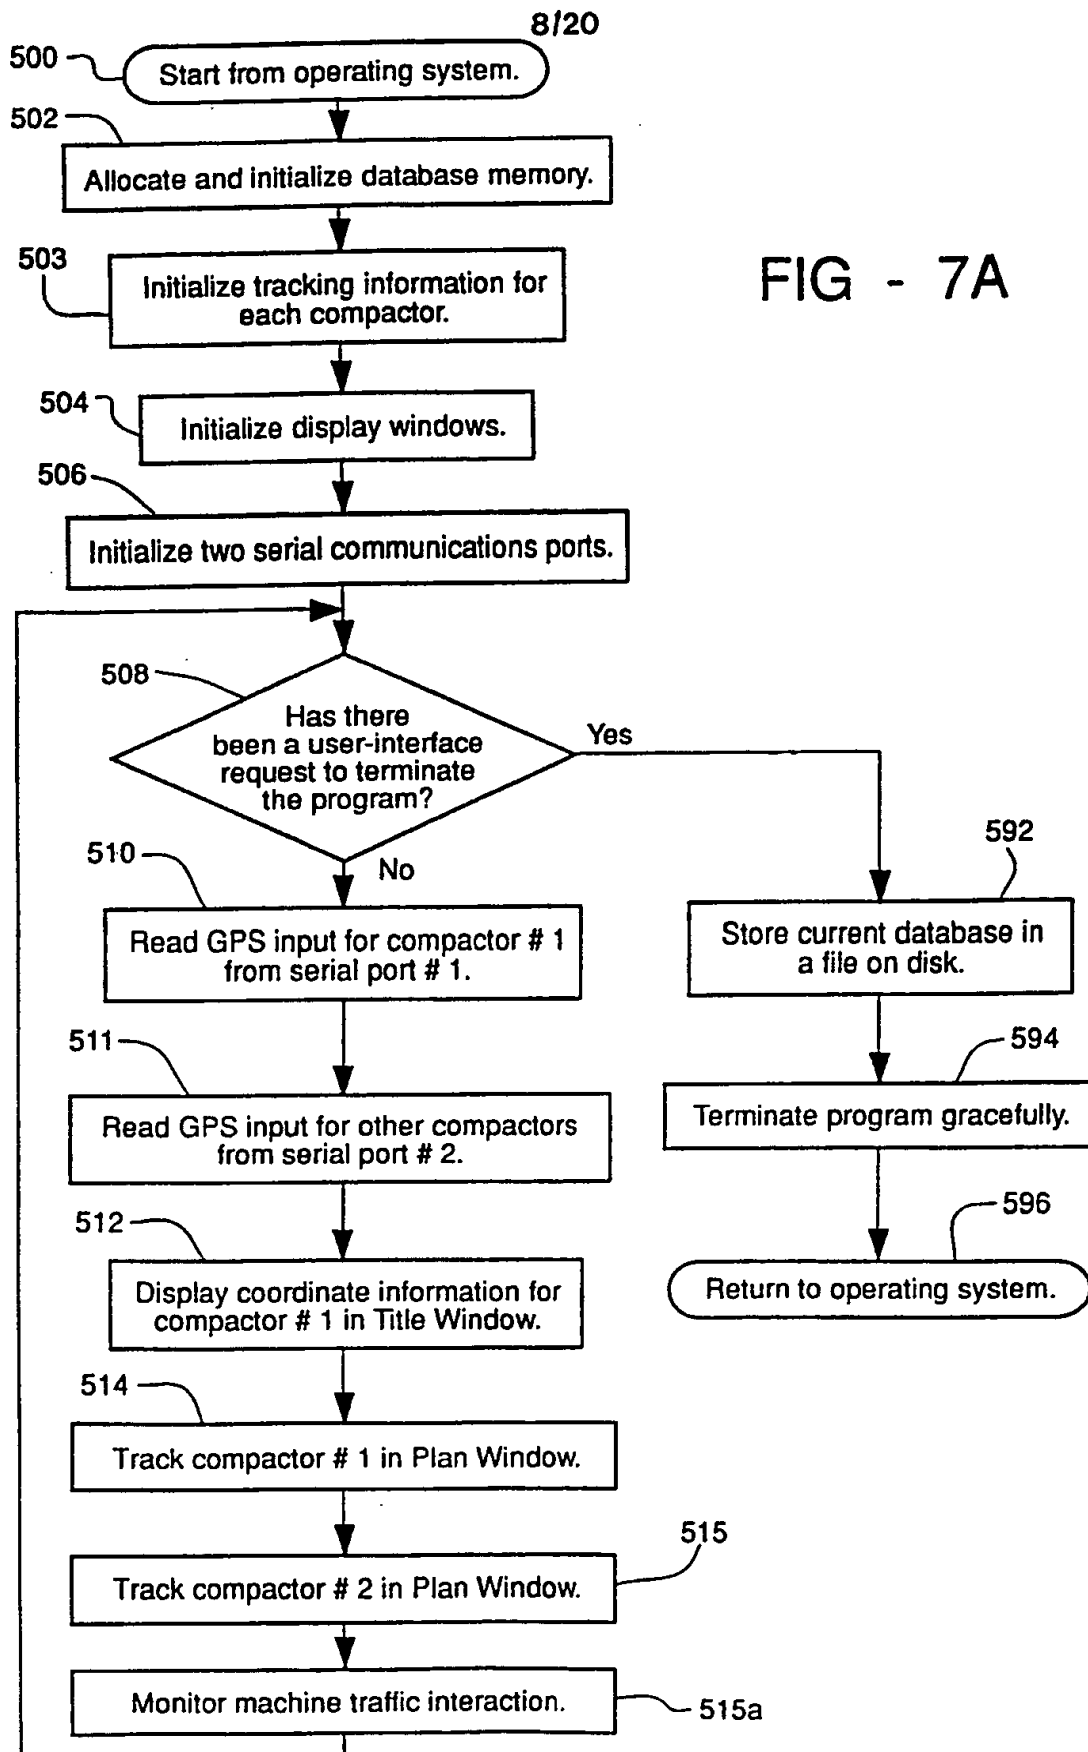 8/20
500
Start from operating system.
502
Allocate and initialize database memory.
503
Initialize tracking information for
each compactor.
FIG - 7A
504
Initialize display windows.
506
Initialize two serial communications ports.
508
Has there
been a user-interface
request to terminate
the program?
Yes
No
510
Read GPS input for compactor # 1
from serial port # 1.
592
Store current database in
a file on disk.
511
Read GPS input for other compactors
from serial port # 2.
594
Terminate program gracefully.
512
Display coordinate information for
compactor # 1 in Title Window.
596
Return to operating system.
514
Track compactor # 1 in Plan Window.
515
Track compactor # 2 in Plan Window.
Monitor machine traffic interaction.
515a